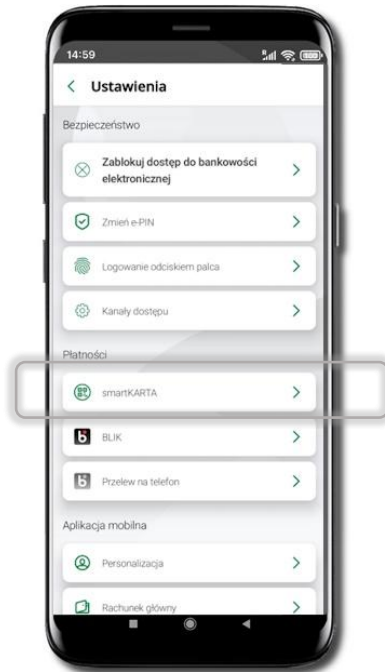 14:59
Ustawienia
Bezpieczeństwo
Zablokuj dostęp do bankowości
elektronicznej
Zmień e-PIN
Logowanie odciskiem palca
Kanały dostępu
Płatności
smartKARTA
BLIK
Przelew na telefon
Aplikacja mobilna
Personalizacja
Rachunek główny